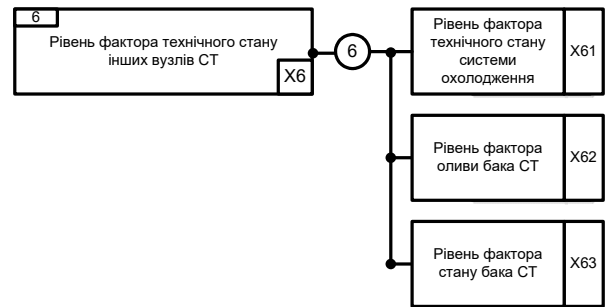 6
Рівень фактора технічного стану
інших вузлів СТ
X6
6
Рівень фактора
технічного стану
системи
охолодження
X61
Рівень фактора
оливи бака СТ
X62
Рівень фактора
стану бака СТ
X63